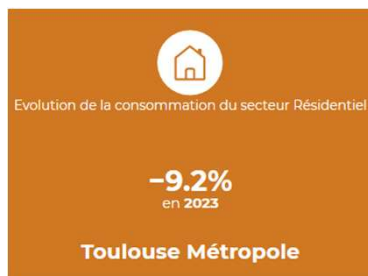 Evolution de la consommation du secteur Résidentiel
−9.2%
en 2023
Toulouse Métropole